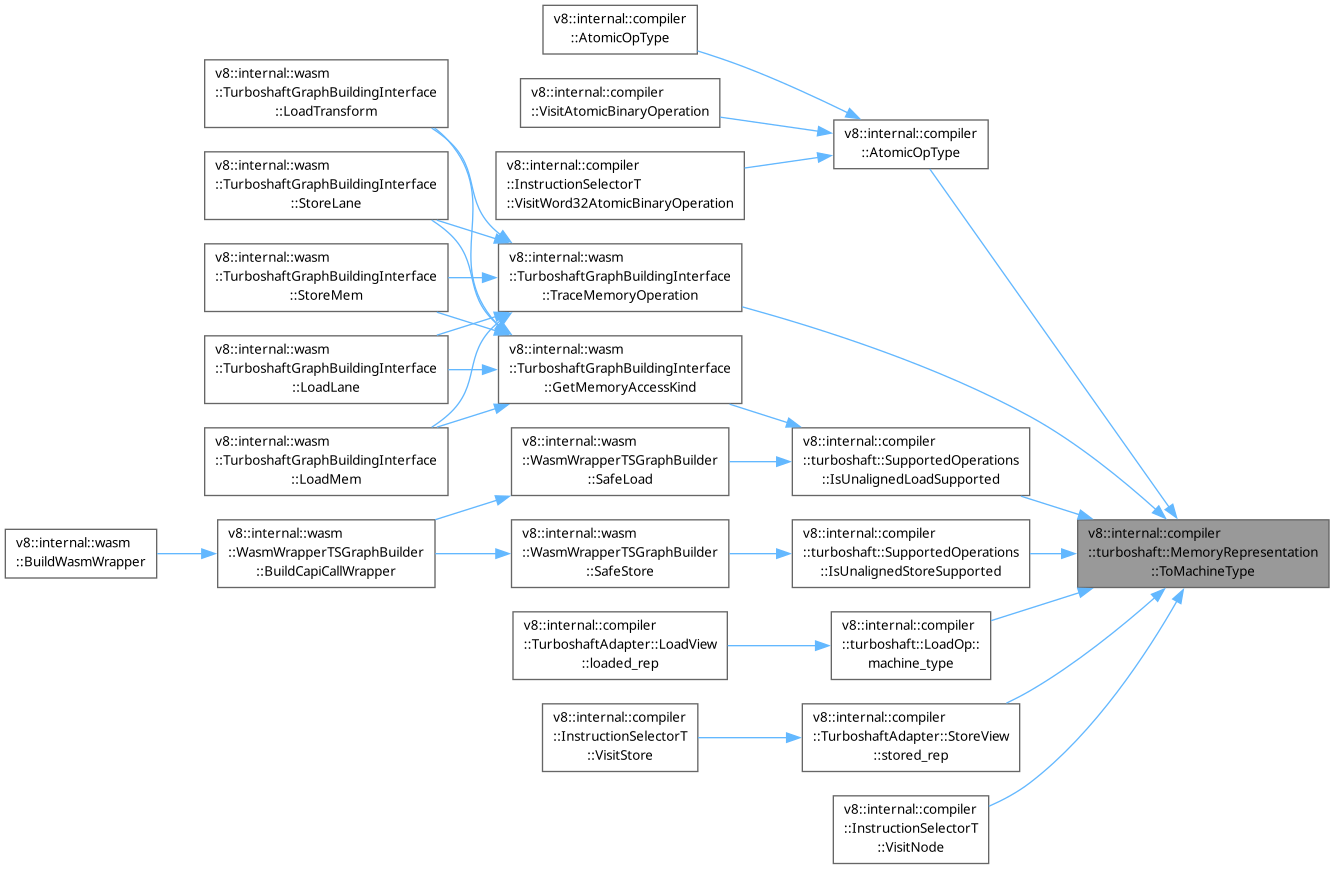 v8::internal::compiler
::AtomicOpType
v8::internal::wasm
::TurboshaftGraphBuildingInterface
::LoadTransform
v8::internal::compiler
::VisitAtomicBinaryOperation
v8::internal::compiler
::AtomicOpType
v8::internal::wasm
::TurboshaftGraphBuildingInterface
::StoreLane
v8::internal::compiler
::InstructionSelectorT
::VisitWord32AtomicBinaryOperation
v8::internal::wasm
::TurboshaftGraphBuildingInterface
::StoreMem
v8::internal::wasm
::TurboshaftGraphBuildingInterface
::TraceMemoryOperation
v8::internal::wasm
::TurboshaftGraphBuildingInterface
::LoadLane
v8::internal::wasm
::TurboshaftGraphBuildingInterface
::GetMemoryAccessKind
v8::internal::wasm
::TurboshaftGraphBuildingInterface
::LoadMem
v8::internal::wasm
::WasmWrapperTSGraphBuilder
::SafeLoad
v8::internal::compiler
::turboshaft::SupportedOperations
::IsUnalignedLoadSupported
v8::internal::wasm
::BuildWasmWrapper
v8::internal::wasm
::WasmWrapperTSGraphBuilder
::BuildCapiCallWrapper
v8::internal::wasm
::WasmWrapperTSGraphBuilder
::SafeStore
v8::internal::compiler
::turboshaft::SupportedOperations
::IsUnalignedStoreSupported
v8::internal::compiler
::turboshaft::MemoryRepresentation
::ToMachineType
v8::internal::compiler
::TurboshaftAdapter::LoadView
::loaded_rep
v8::internal::compiler
::turboshaft::LoadOp::
machine_type
v8::internal::compiler
::InstructionSelectorT
::VisitStore
v8::internal::compiler
::TurboshaftAdapter::StoreView
::stored_rep
v8::internal::compiler
::InstructionSelectorT
::VisitNode